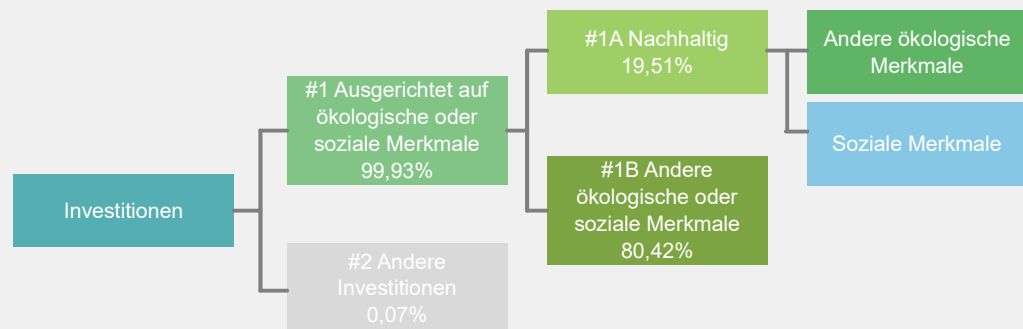 Investitionen
#1 Ausgerichtet auf
ökologische oder
soziale Merkmale
99,93%
#2 Andere
Investitionen
0,07%
#1A Nachhaltig
19,51%
#1B Andere
ökologische oder
soziale Merkmale
80,42%
Andere ökologische
Merkmale
Soziale Merkmale